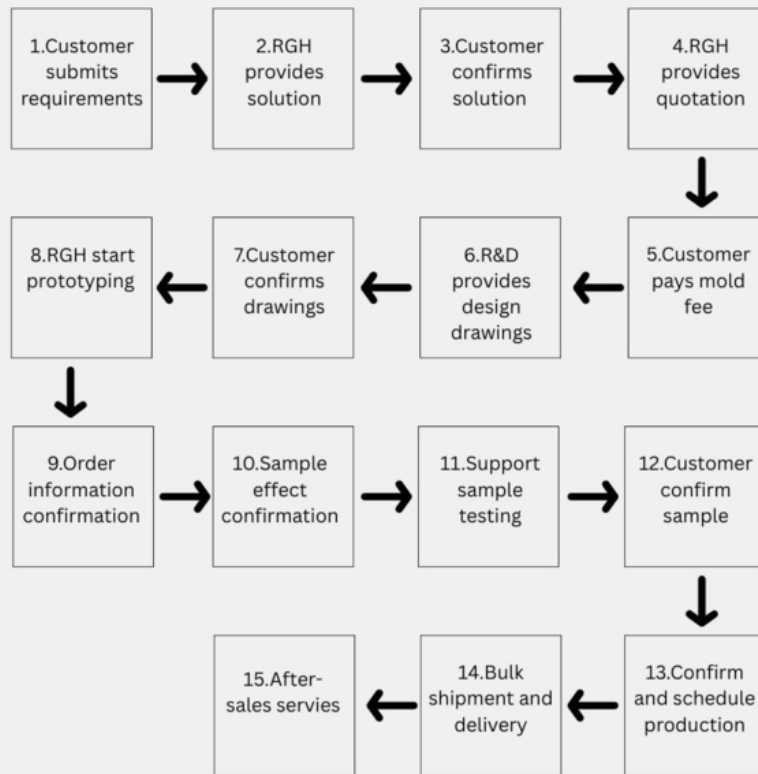 1.Customer
submits
requirements
2.RGH
provides
solution
3.Customer
confirms
solution
4.RGH
provides
quotation
5.Customer
pays mold
fee
6.R&D
provides
design
drawings
7.Customer
confirms
drawings
8.RGH start
prototyping
9.Order
information
confirmation
10.Sample
effect
confirmation
11.Support
sample
testing
12.Customer
confirm
sample
13.Confirm
and schedule
production
14.Bulk
shipment and
delivery
15.After-
sales servies